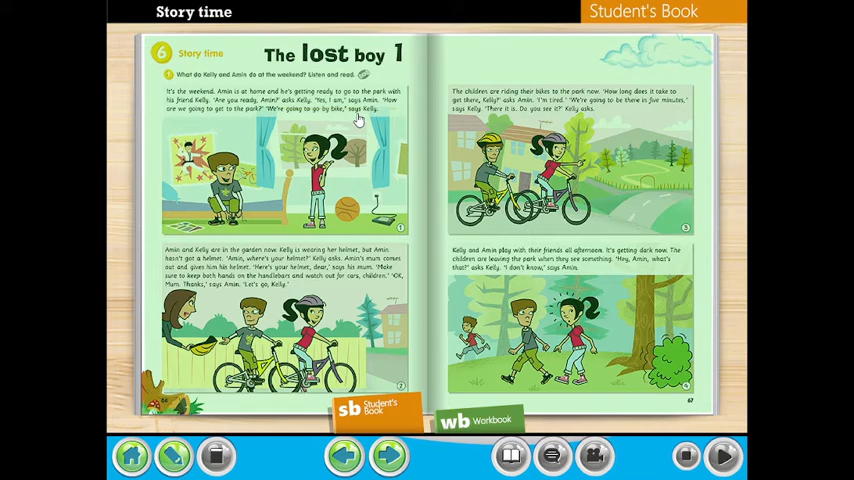 Story time
Student's Book
6 Story time
The lost boy 1
1 What do Kelly and Amin do at the weekend? Listen and read.
It's the weekend. Amin is at home and he's getting ready to go to the park with
his friend Kelly. 'Are you ready, Amin?' asks Kelly. 'Yes, I am,' says Amin. 'How
are we going to get to the park?' 'We're going to go by bike,' says Kelly.
1
Amin and Kelly are in the garden now. Kelly is wearing her helmet, but Amin
hasn't got a helmet. 'Amin, where's your helmet?' Kelly asks. Amin's mum comes
out and gives him his helmet. 'Here's your helmet, dear,' says his mum. 'Make
sure to keep both hands on the handlebars and watch out for cars, children.' 'OK,
Mum. Thanks,' says Amin. 'Let's go, Kelly.'
2
66
The children are riding their bikes to the park now. 'How long does it take to
get there, Kelly?' asks Amin. 'I'm tired.' 'We're going to be there in five minutes,'
says Kelly. 'There it is. Do you see it?' Kelly asks.
3
Kelly and Amin play with their friends all afternoon. It's getting dark now. The
children are leaving the park when they see something. 'Hey, Amin, what's
that?' asks Kelly. 'I don't know,' says Amin.
4
67
sb Student's
Book
wb Workbook